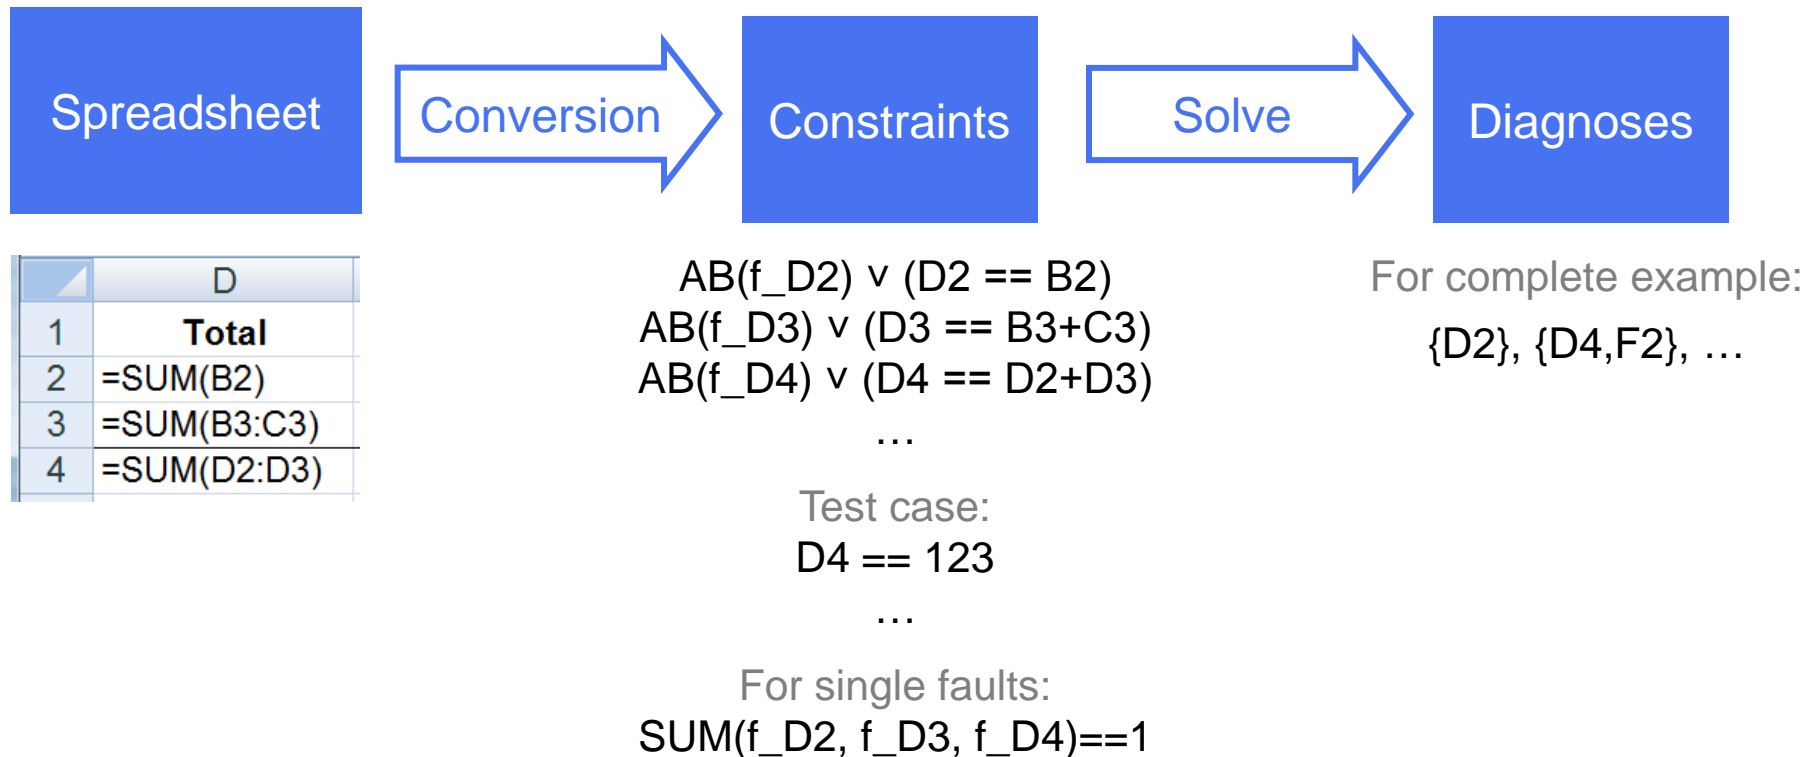 Spreadsheet
Conversion
Constraints
Solve
Diagnoses
D
1 Total
2 =SUM(B2)
3 =SUM(B3:C3)
4 =SUM(D2:D3)
AB(f_D2) ∨ (D2 == B2)
AB(f_D3) ∨ (D3 == B3+C3)
AB(f_D4) ∨ (D4 == D2+D3)
…
Test case:
D4 == 123
…
For single faults:
SUM(f_D2, f_D3, f_D4)==1
For complete example:
{D2}, {D4,F2}, …